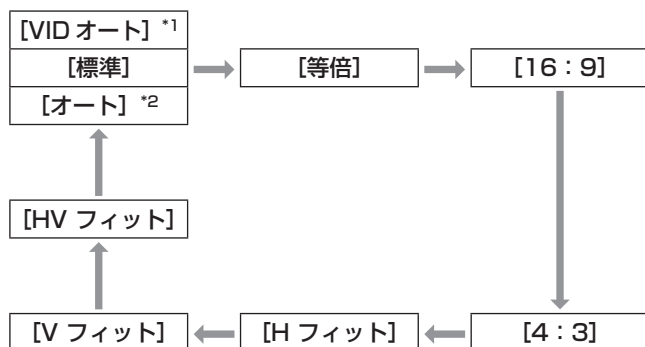 [VID オート] *1
[標準]
[オート] *2
[等倍]
[16：9]
[4：3]
[H フィット]
[V フィット]
[HV フィット]